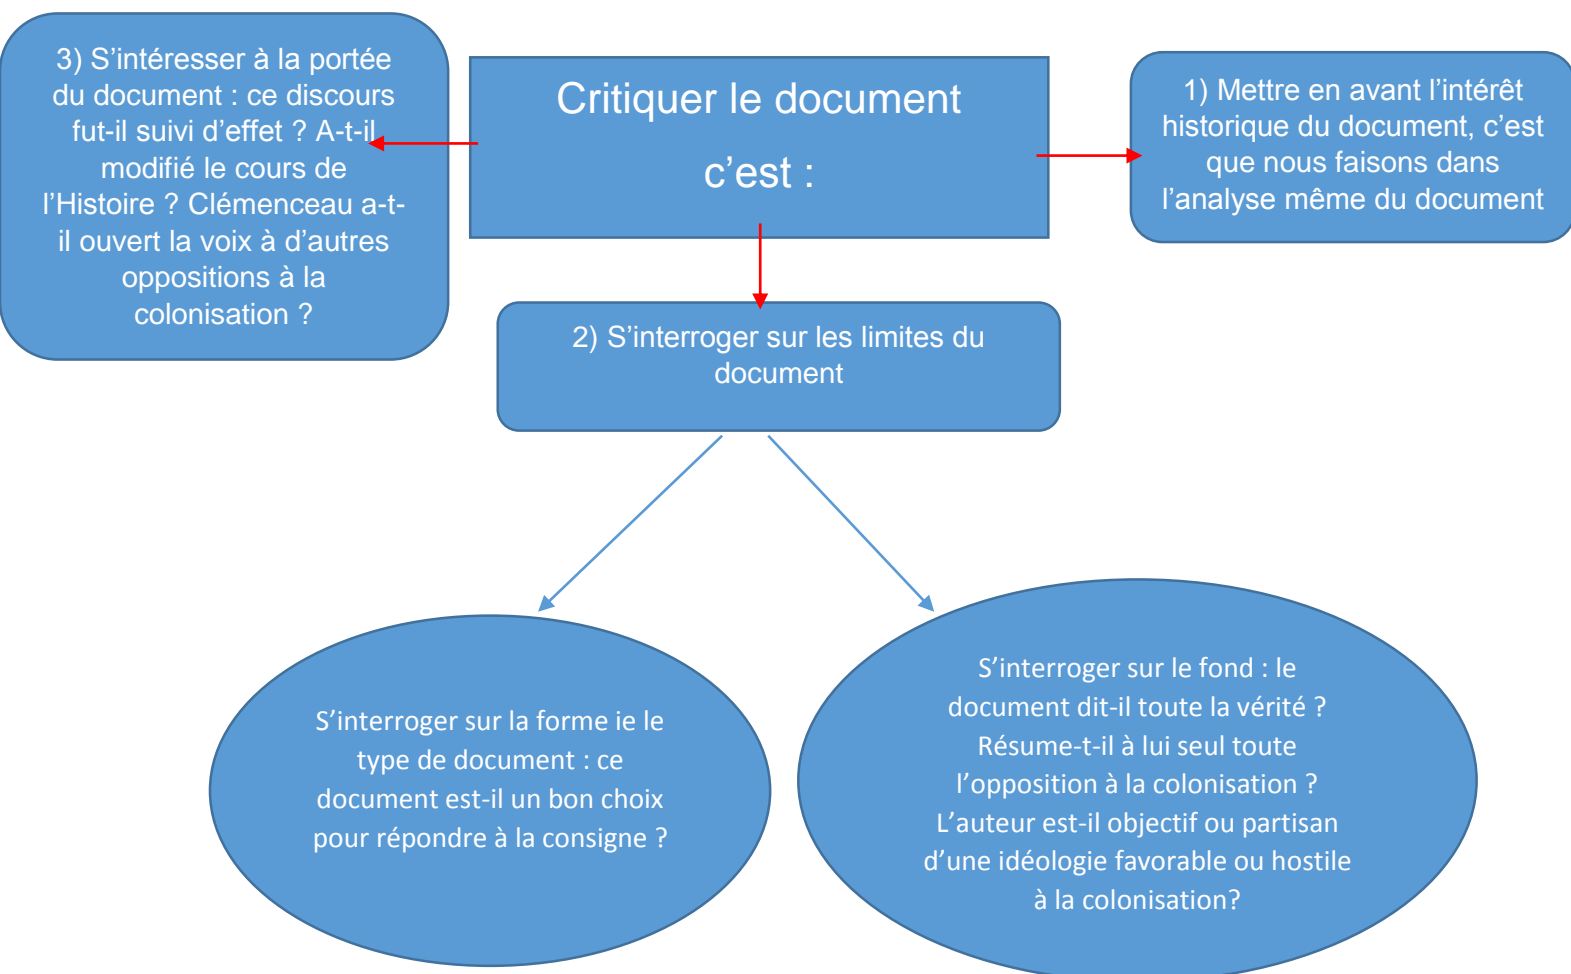 Critiquer le document
c’est :
1) Mettre en avant l’intérêt
historique du document, c’est
que nous faisons dans
l’analyse même du document
2) S’interroger sur les limites du
document
3) S’intéresser à la portée
du document : ce discours
fut-il suivi d’effet ? A-t-il
modifié le cours de
l’Histoire ? Clémenceau a-t-
il ouvert la voix à d’autres
oppositions à la
colonisation ?
S’interroger sur la forme ie le
type de document : ce
document est-il un bon choix
pour répondre à la consigne ?
S’interroger sur le fond : le
document dit-il toute la vérité ?
Résume-t-il à lui seul toute
l’opposition à la colonisation ?
L’auteur est-il objectif ou partisan
d’une idéologie favorable ou hostile
à la colonisation?